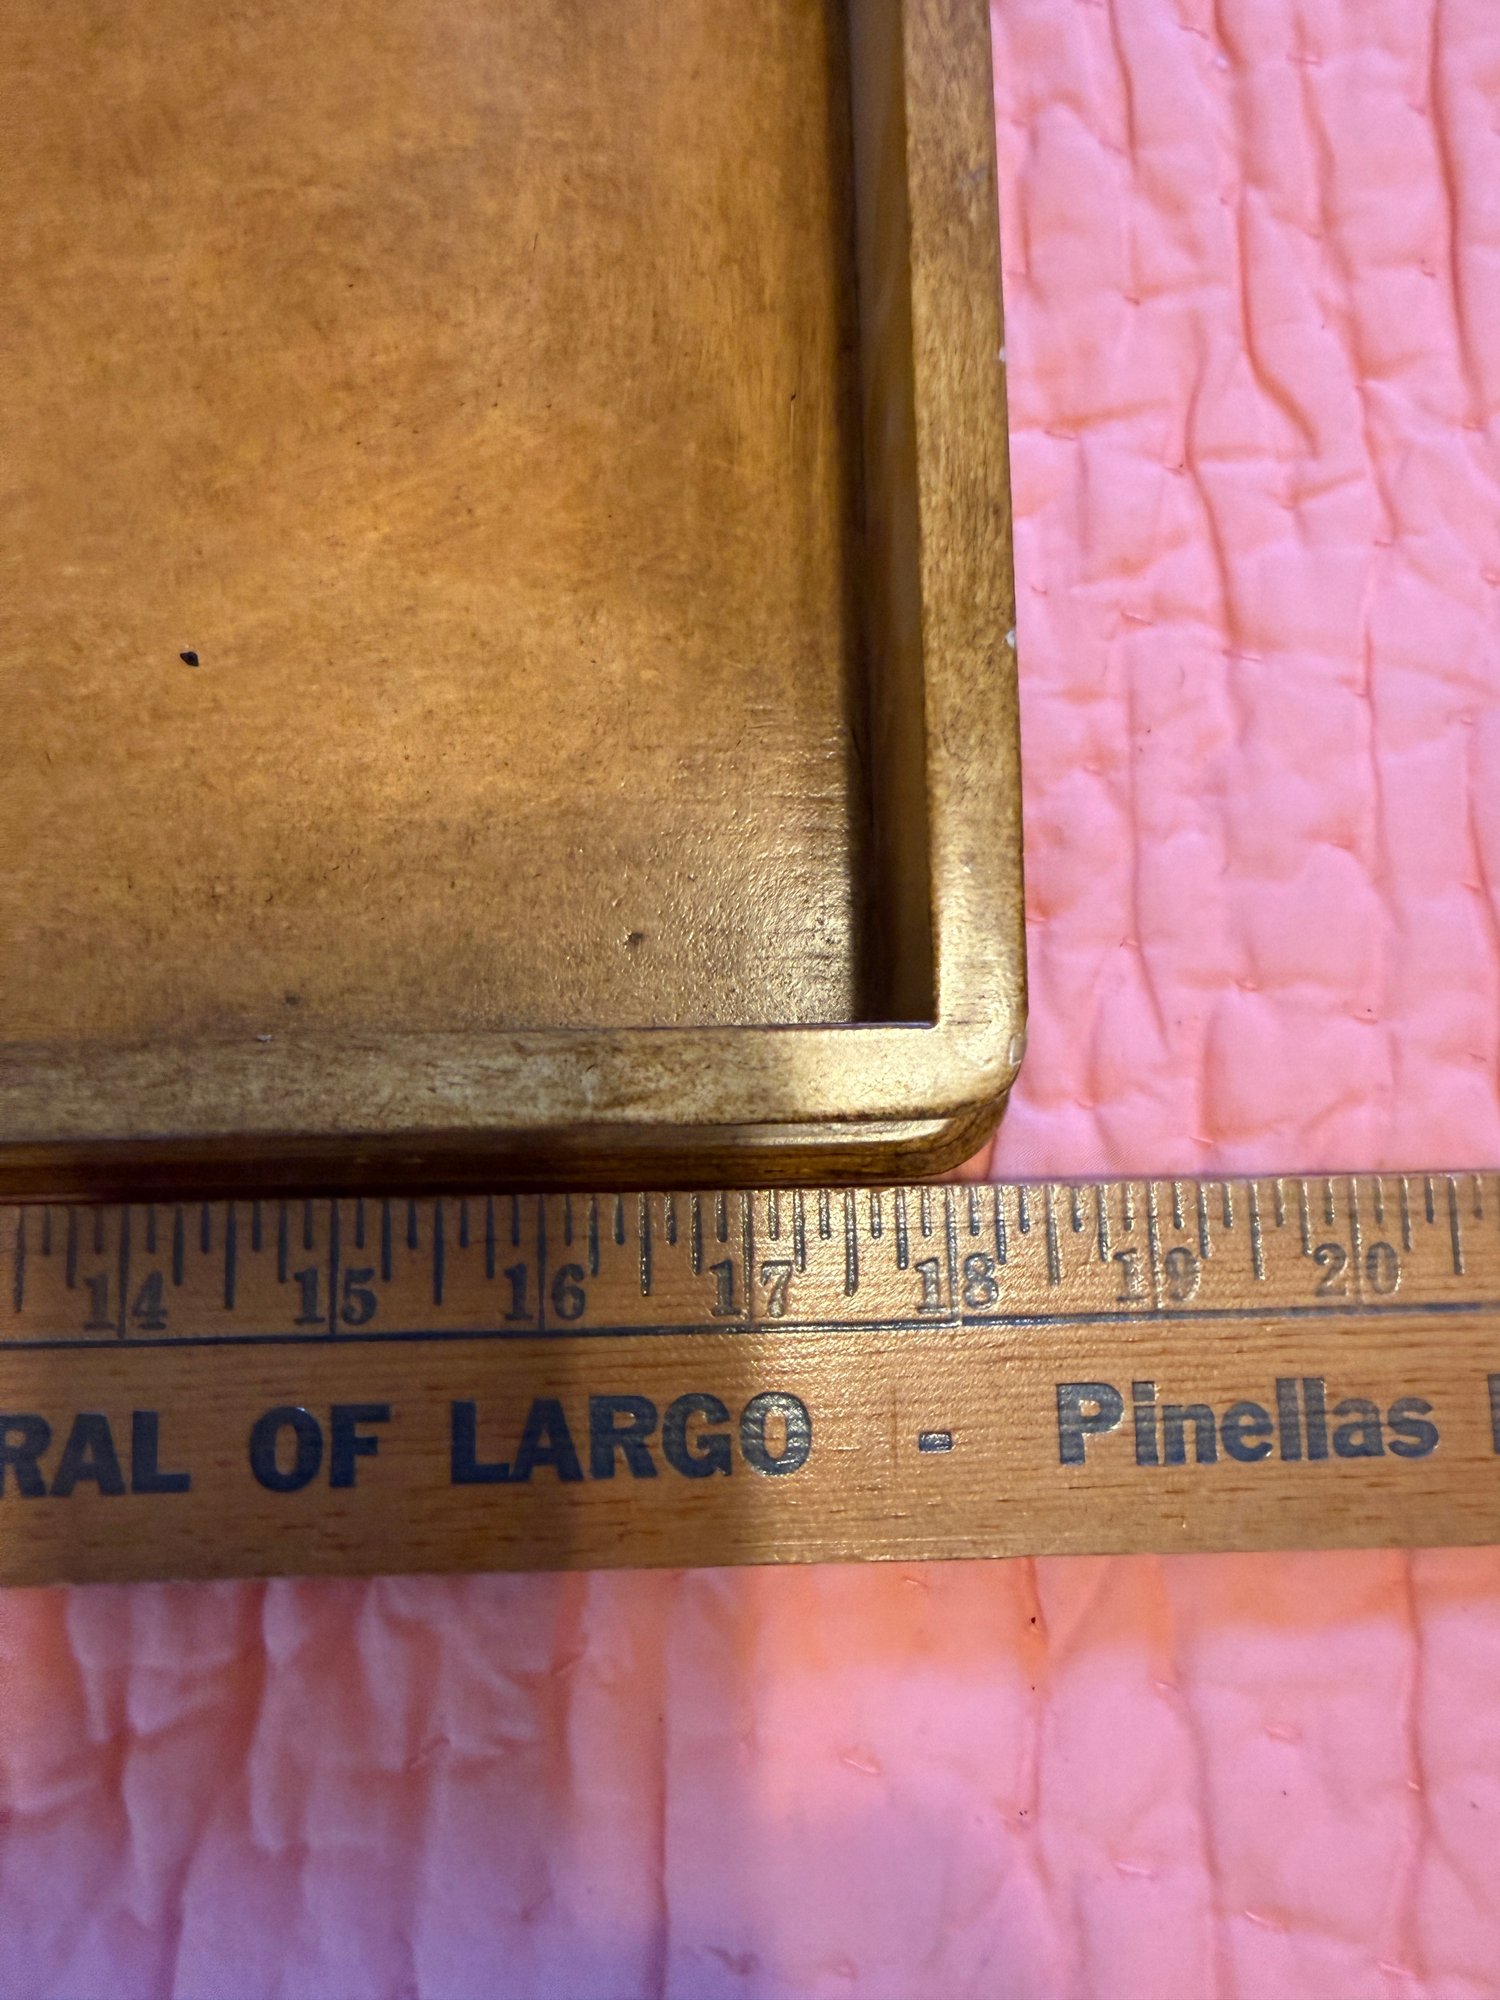 14 15 16 17 18 19 20
RAL OF LARGO - Pinellas